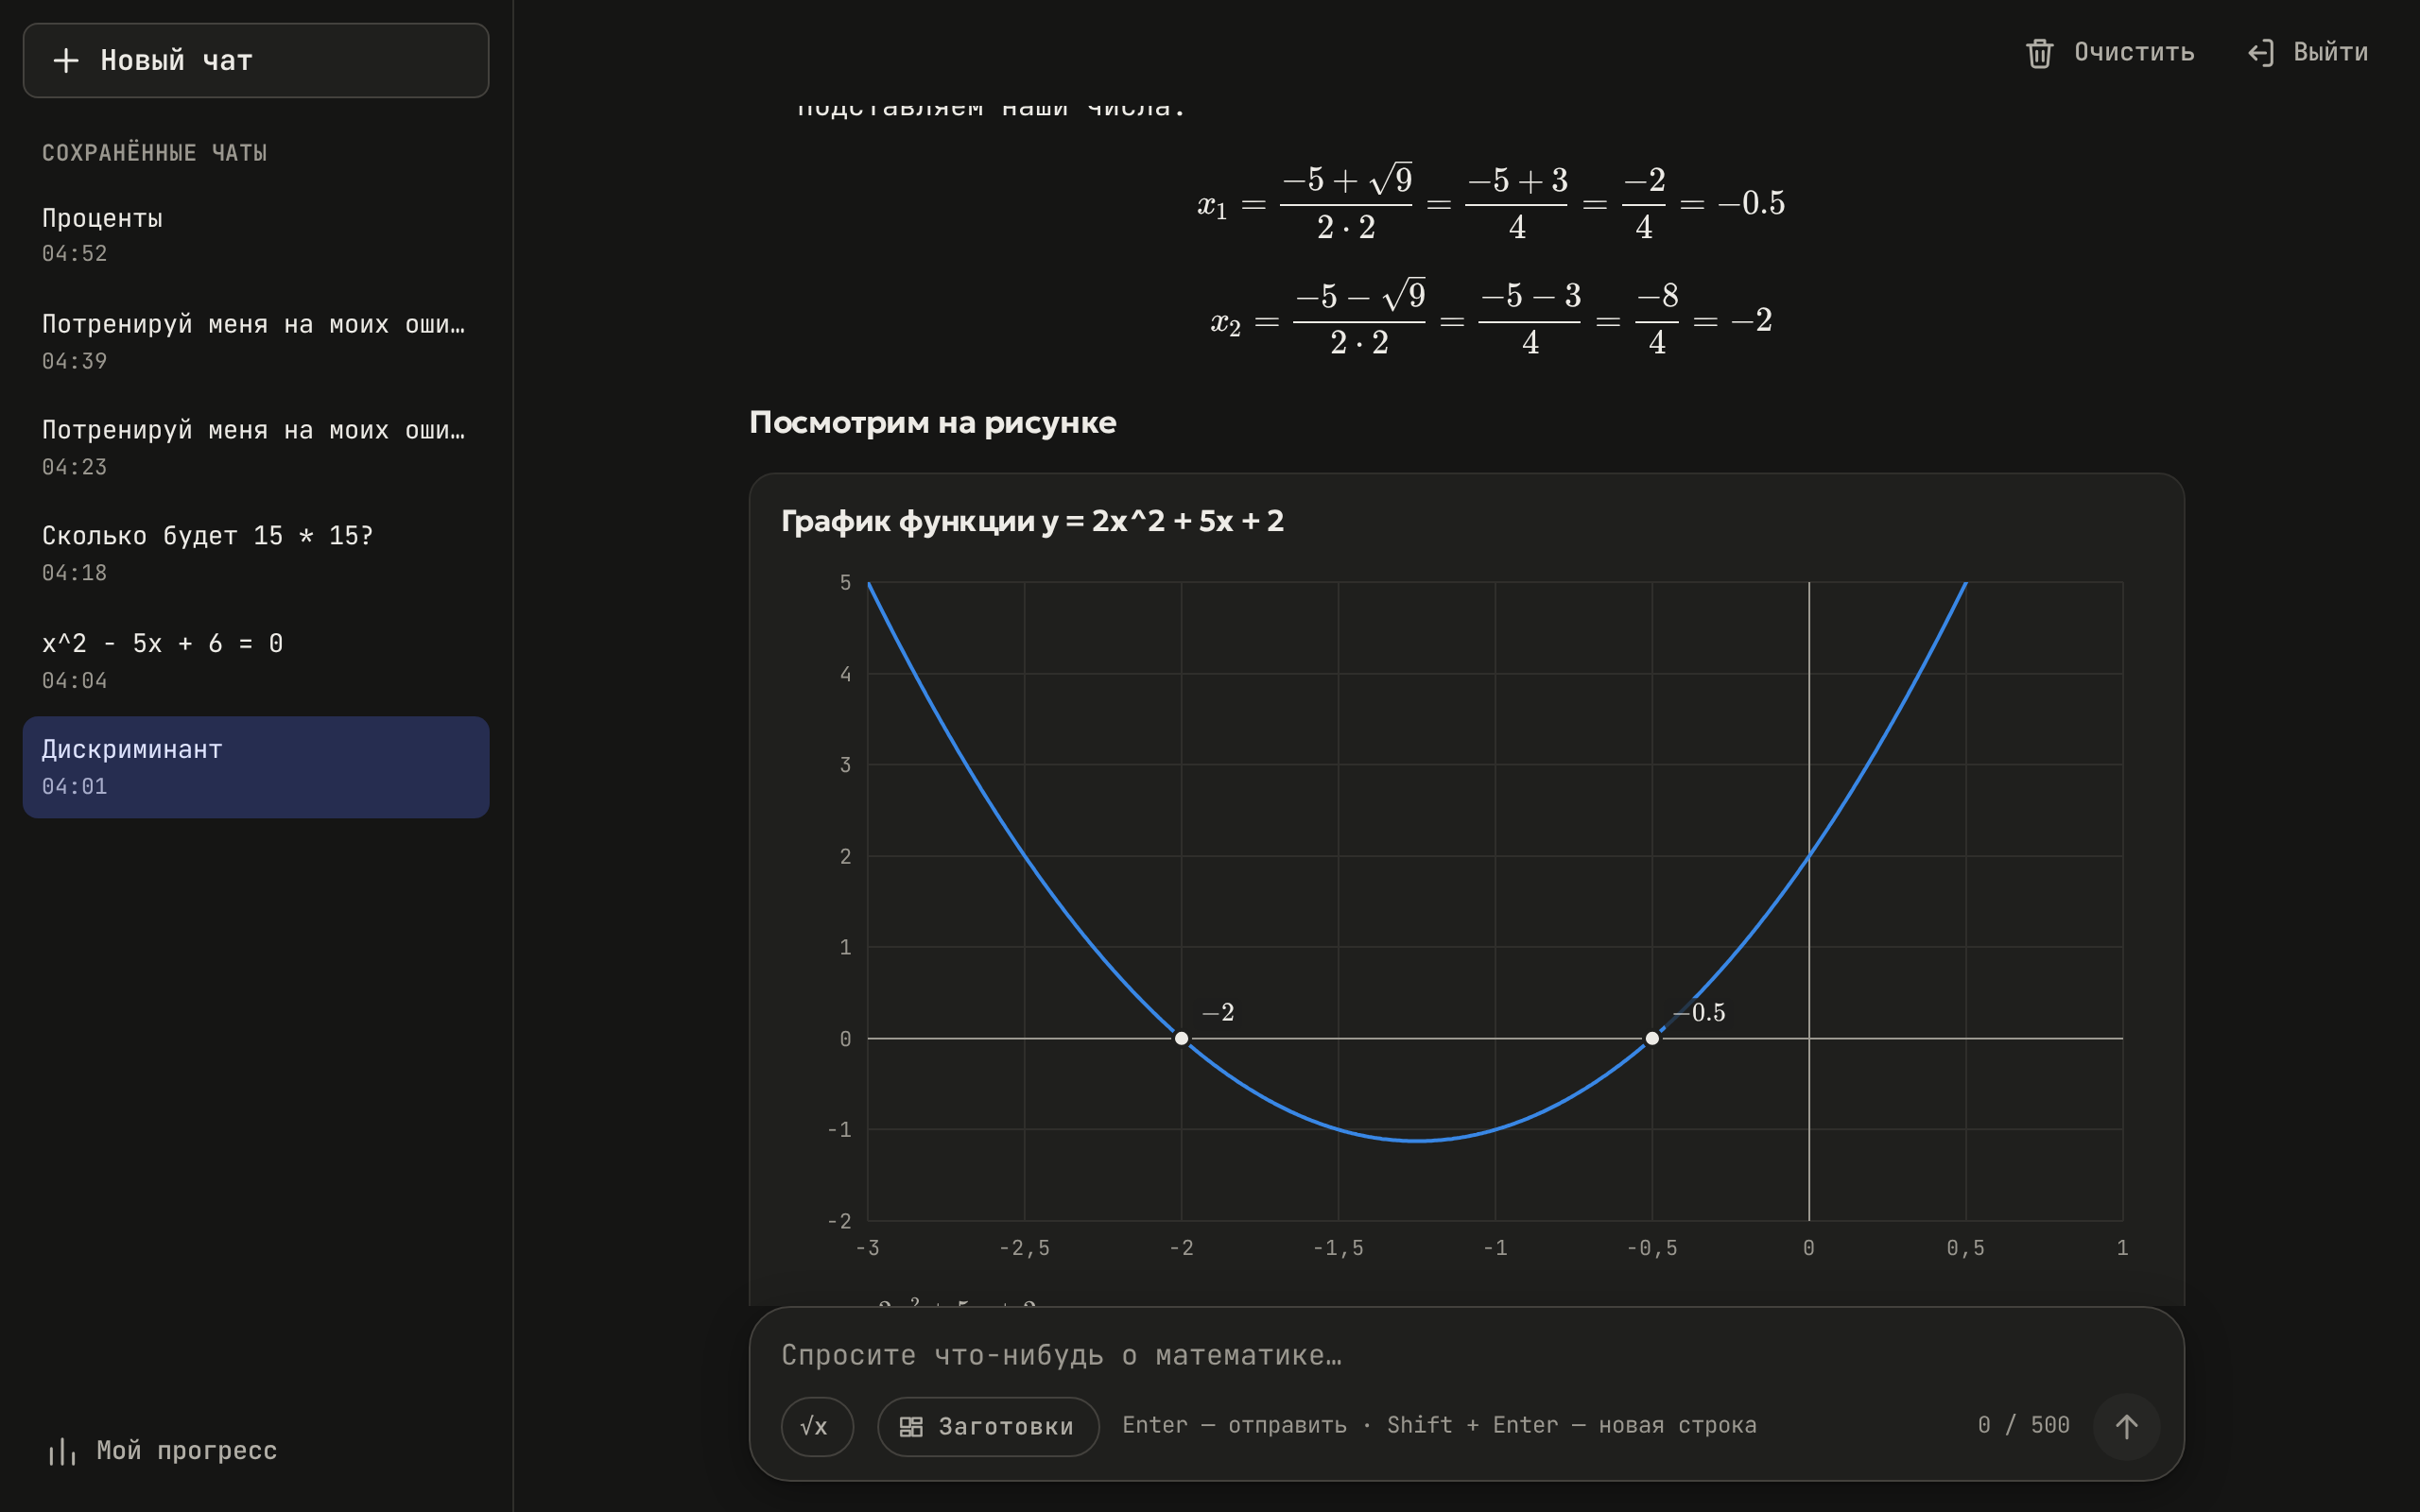 Новый чат
СОХРАНЁННЫЕ ЧАТЫ
Проценты
04:52
Потренируй меня на моих оши…
04:39
Потренируй меня на моих оши…
04:23
Сколько будет 15 * 15?
04:18
x^2 - 5x + 6 = 0
04:04
Дискриминант
04:01
Мой прогресс
Очистить
Выйти
подставляем наши числа:
x₁ = (−5 + √9)/(2 · 2) = (−5 + 3)/4 = −2/4 = −0.5
x₂ = (−5 − √9)/(2 · 2) = (−5 − 3)/4 = −8/4 = −2
Посмотрим на рисунке
График функции y = 2x^2 + 5x + 2
5
4
3
2
1
−2 −0.5
0
-1
-2
-3 -2,5 -2 -1,5 -1 -0,5 0 0,5 1
Спросите что-нибудь о математике…
√x Заготовки Enter — отправить · Shift + Enter — новая строка 0 / 500